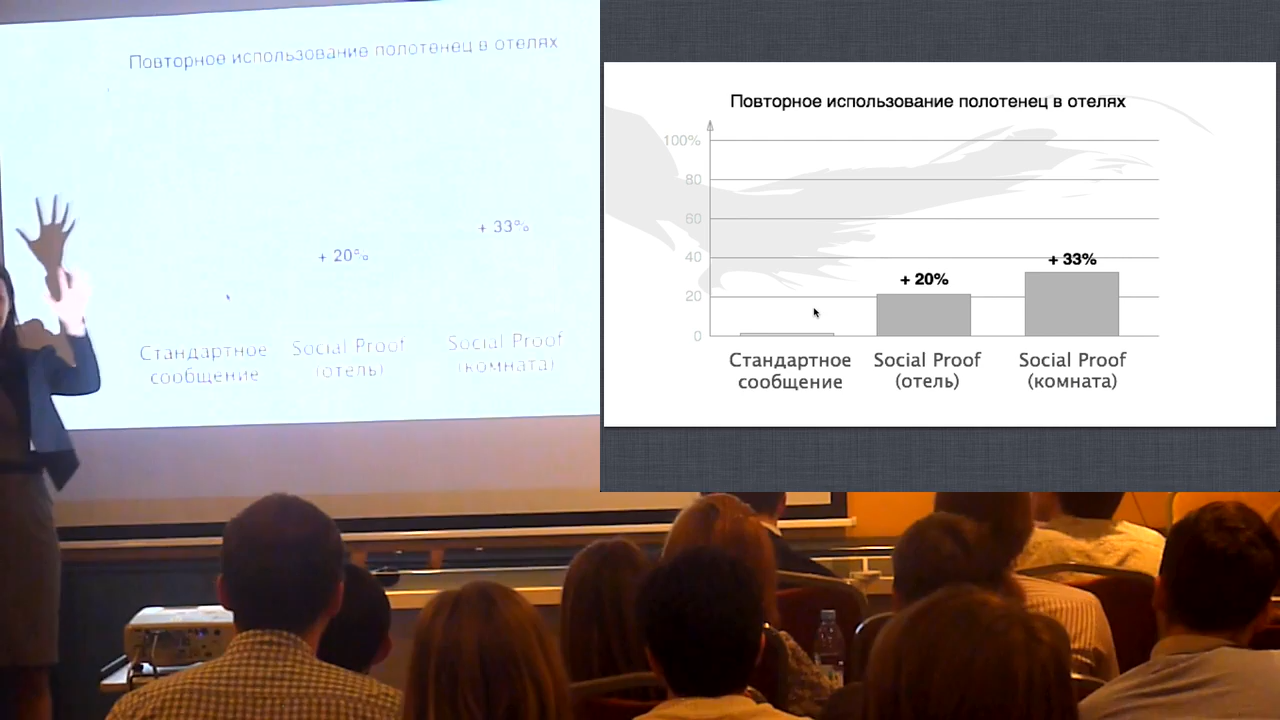 Повторное использование полотенец в отелях
+ 33%
+ 20%
Стандартное
сообщение
Social Proof
(отель)
Social Proof
(комната)
Повторное использование полотенец в отелях
100%
80
60
40
20
0
+ 20%
+ 33%
Стандартное
сообщение
Social Proof
(отель)
Social Proof
(комната)